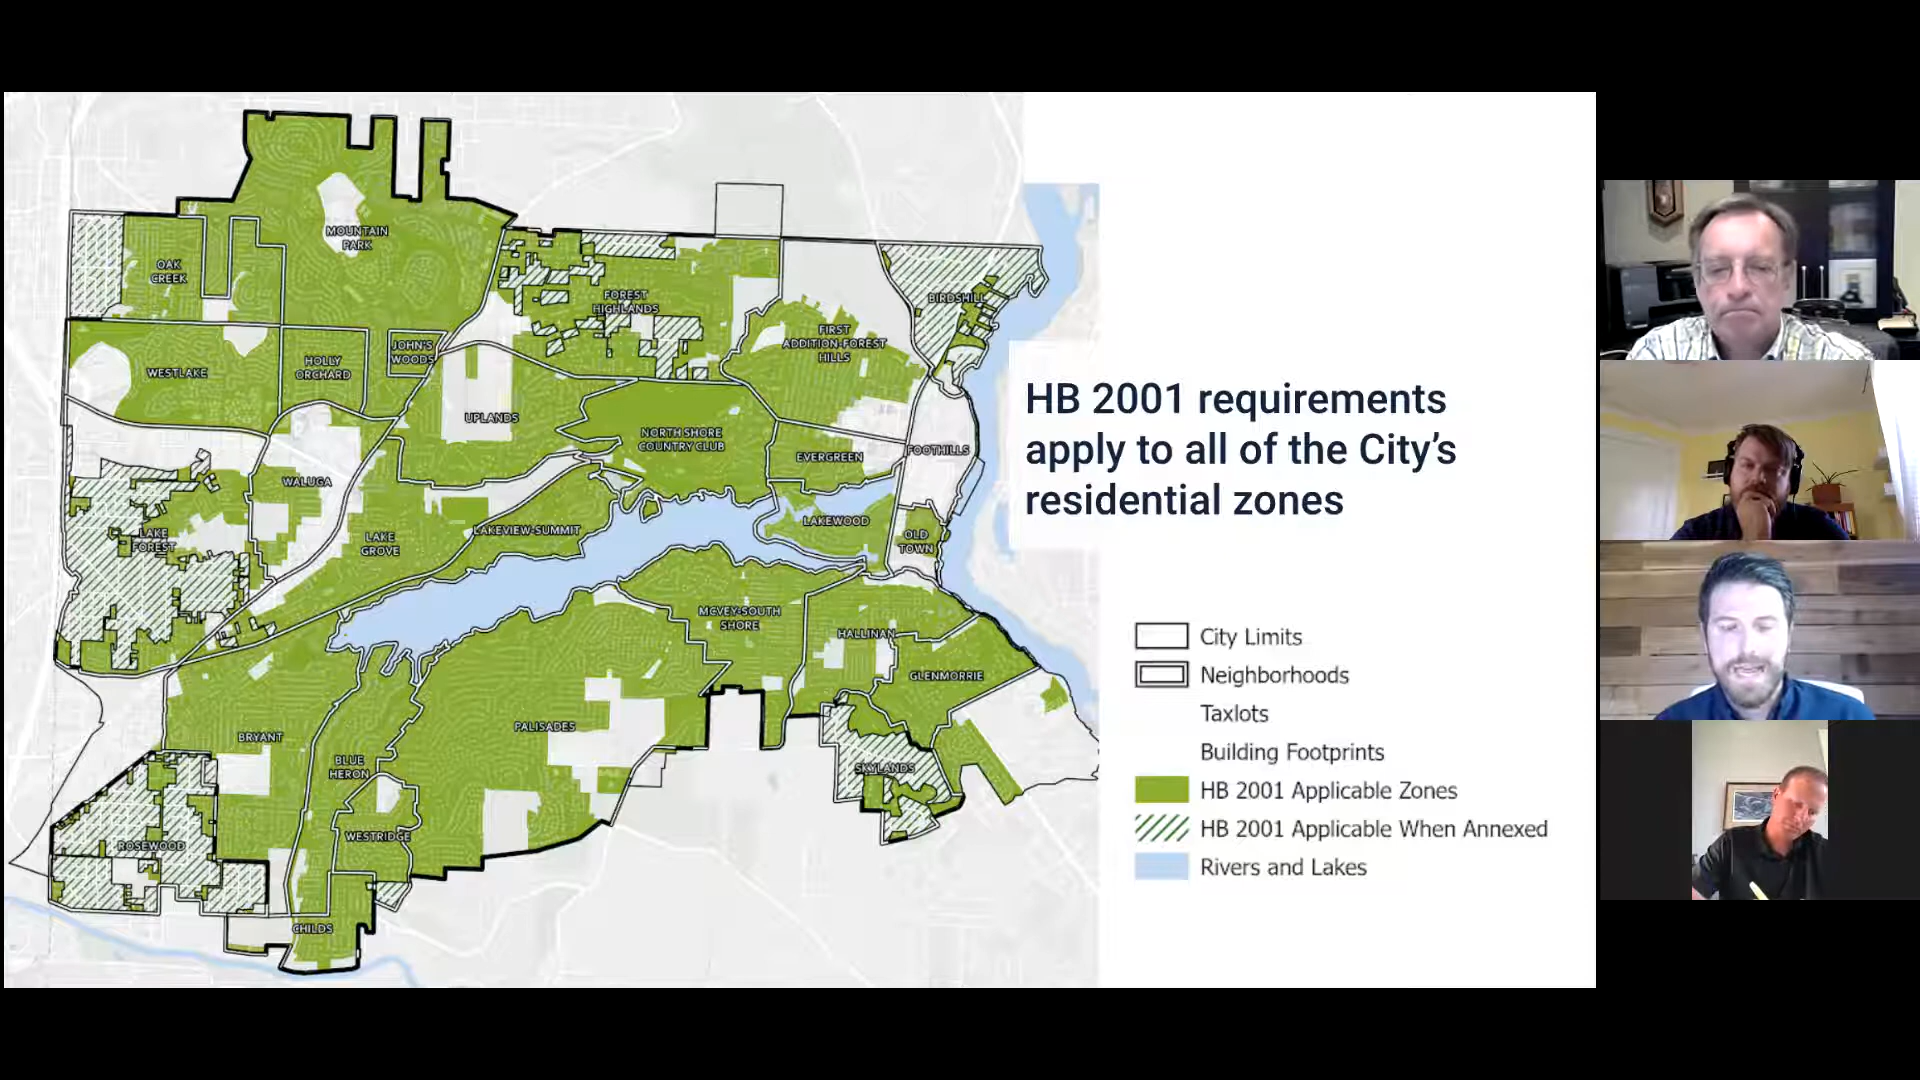 MOUNTAIN
PARK
OAK
CREEK
FOREST
HIGHLANDS
BIRDSHILL
FIRST
ADDITION-FOREST
HILLS
JOHN'S
WOODS
HOLLY
ORCHARD
WESTLAKE
UPLANDS
NORTH SHORE
COUNTRY CLUB
EVERGREEN
FOOTHILLS
WALUGA
LAKEWOOD
LAKE
FOREST
LAKE
GROVE
LAKEVIEW-SUMMIT
OLD
TOWN
MCVEY-SOUTH
SHORE
HALLINAN
GLENMORRIE
PALISADES
BRYANT
BLUE
HERON
SKYLANDS
WESTRIDGE
ROSEWOOD
CHILDS
HB 2001 requirements
apply to all of the City’s
residential zones
City Limits
Neighborhoods
Taxlots
Building Footprints
HB 2001 Applicable Zones
HB 2001 Applicable When Annexed
Rivers and Lakes